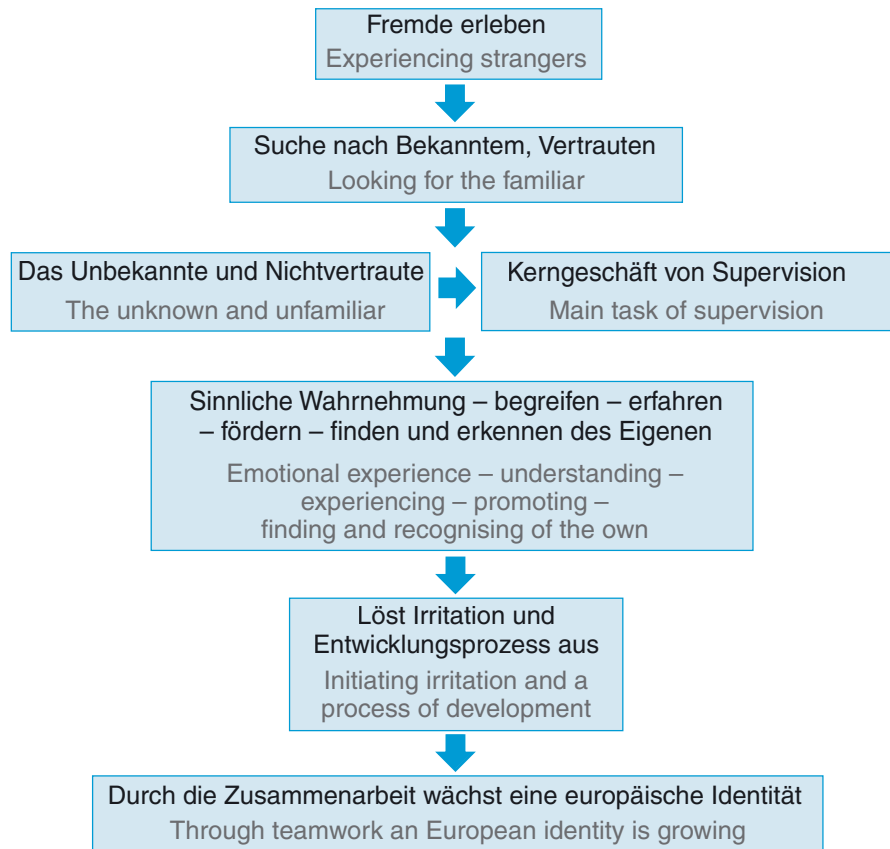 Fremde erleben
Experiencing strangers
Suche nach Bekanntem, Vertrauten
Looking for the familiar
Das Unbekannte und Nichtvertraute
The unknown and unfamiliar
Kerngeschäft von Supervision
Main task of supervision
Sinnliche Wahrnehmung – begreifen – erfahren
– fördern – finden und erkennen des Eigenen
Emotional experience – understanding –
experiencing – promoting –
finding and recognising of the own
Löst Irritation und
Entwicklungsprozess aus
Initiating irritation and a
process of development
Durch die Zusammenarbeit wächst eine europäische Identität
Through teamwork an European identity is growing